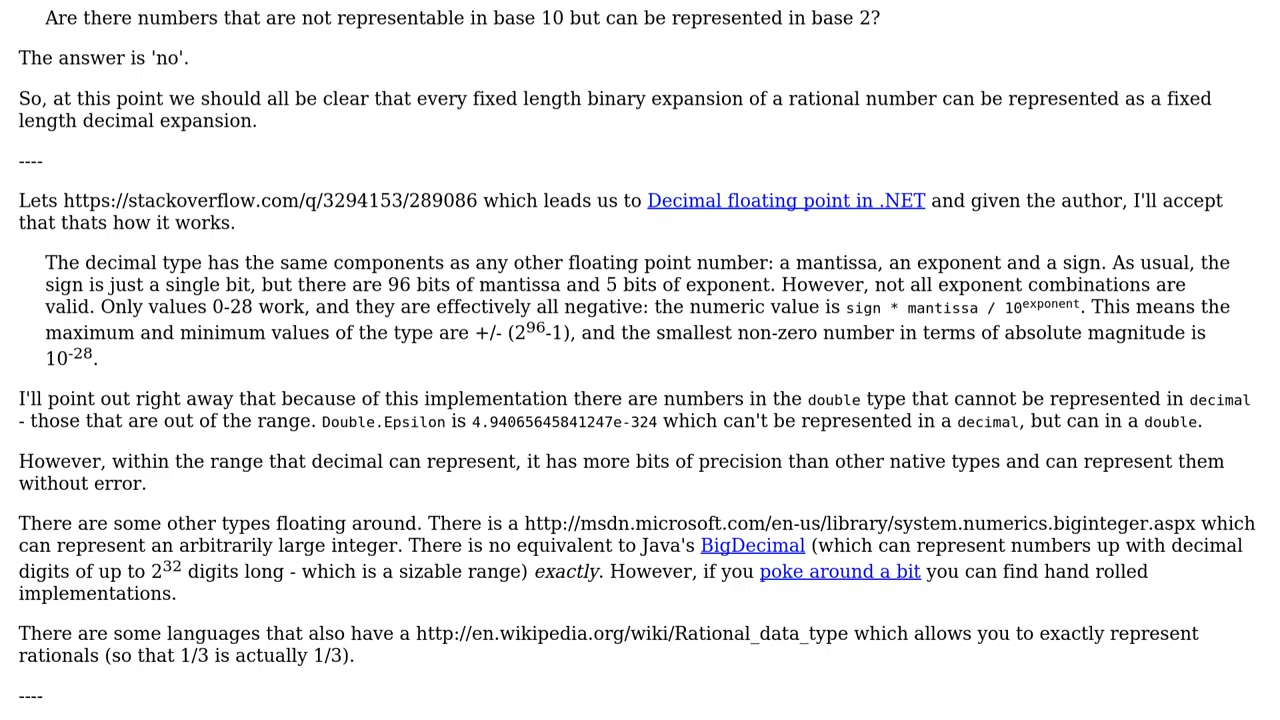 Are there numbers that are not representable in base 10 but can be represented in base 2?
The answer is 'no'.
So, at this point we should all be clear that every fixed length binary expansion of a rational number can be represented as a fixed
length decimal expansion.
----
Lets https://stackoverflow.com/q/3294153/289086 which leads us to Decimal floating point in .NET and given the author, I'll accept
that thats how it works.
The decimal type has the same components as any other floating point number: a mantissa, an exponent and a sign. As usual, the
sign is just a single bit, but there are 96 bits of mantissa and 5 bits of exponent. However, not all exponent combinations are
valid. Only values 0-28 work, and they are effectively all negative: the numeric value is sign * mantissa / 10^exponent. This means the
maximum and minimum values of the type are +/- (2^96-1), and the smallest non-zero number in terms of absolute magnitude is
10^-28.
I'll point out right away that because of this implementation there are numbers in the double type that cannot be represented in decimal
- those that are out of the range. Double.Epsilon is 4.94065645841247e-324 which can't be represented in a decimal, but can in a double.
However, within the range that decimal can represent, it has more bits of precision than other native types and can represent them
without error.
There are some other types floating around. There is a http://msdn.microsoft.com/en-us/library/system.numerics.biginteger.aspx which
can represent an arbitrarily large integer. There is no equivalent to Java's BigDecimal (which can represent numbers up with decimal
digits of up to 2^32 digits long - which is a sizable range) exactly. However, if you poke around a bit you can find hand rolled
implementations.
There are some languages that also have a http://en.wikipedia.org/wiki/Rational_data_type which allows you to exactly represent
rationals (so that 1/3 is actually 1/3).
----